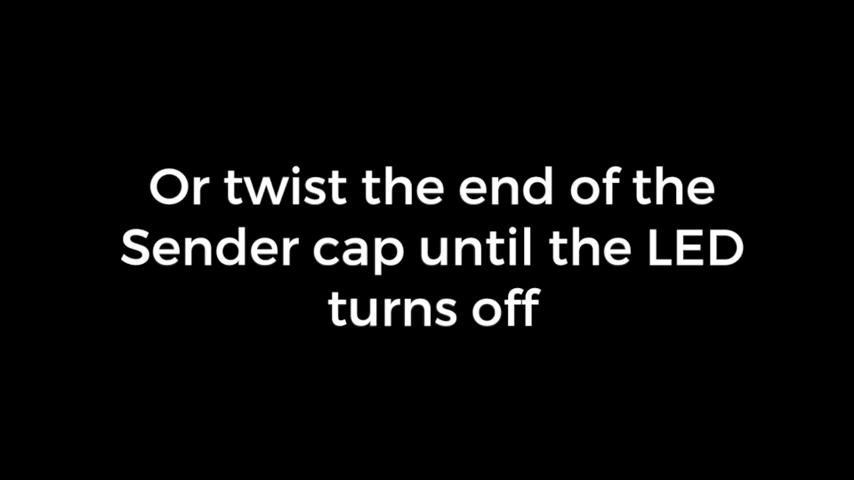 Or twist the end of the
Sender cap until the LED
turns off